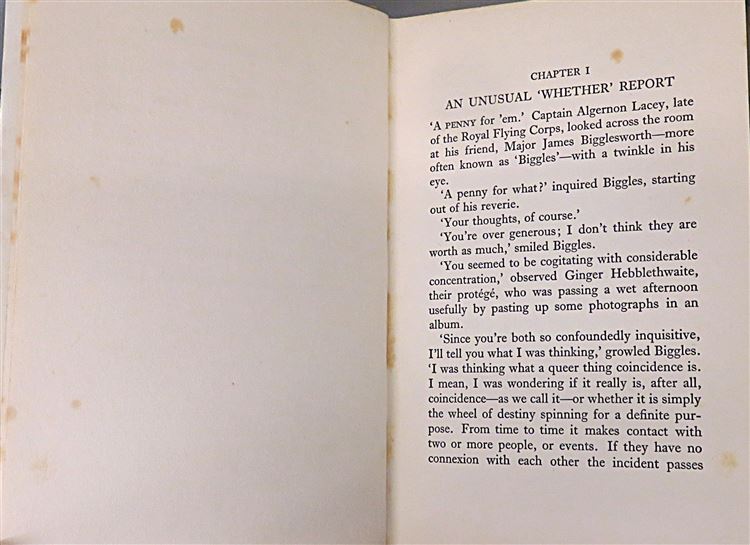 CHAPTER I
AN UNUSUAL 'WHETHER' REPORT
'A PENNY for 'em.' Captain Algernon Lacey, late
of the Royal Flying Corps, looked across the room
at his friend, Major James Bigglesworth—more
often known as 'Biggles'—with a twinkle in his
eye.
'A penny for what?' inquired Biggles, starting
out of his reverie.
'Your thoughts, of course.'
'You're over generous; I don't think they are
worth as much,' smiled Biggles.
'You seemed to be cogitating with considerable
concentration,' observed Ginger Hebblethwaite,
their protégé, who was passing a wet afternoon
usefully by pasting up some photographs in an
album.
'Since you're both so confoundedly inquisitive,
I'll tell you what I was thinking,' growled Biggles.
'I was thinking what a queer thing coincidence is.
I mean, I was wondering if it really is, after all,
coincidence—as we call it—or whether it is simply
the wheel of destiny spinning for a definite pur-
pose. From time to time it makes contact with
two or more people, or events. If they have no
connexion with each other the incident passes